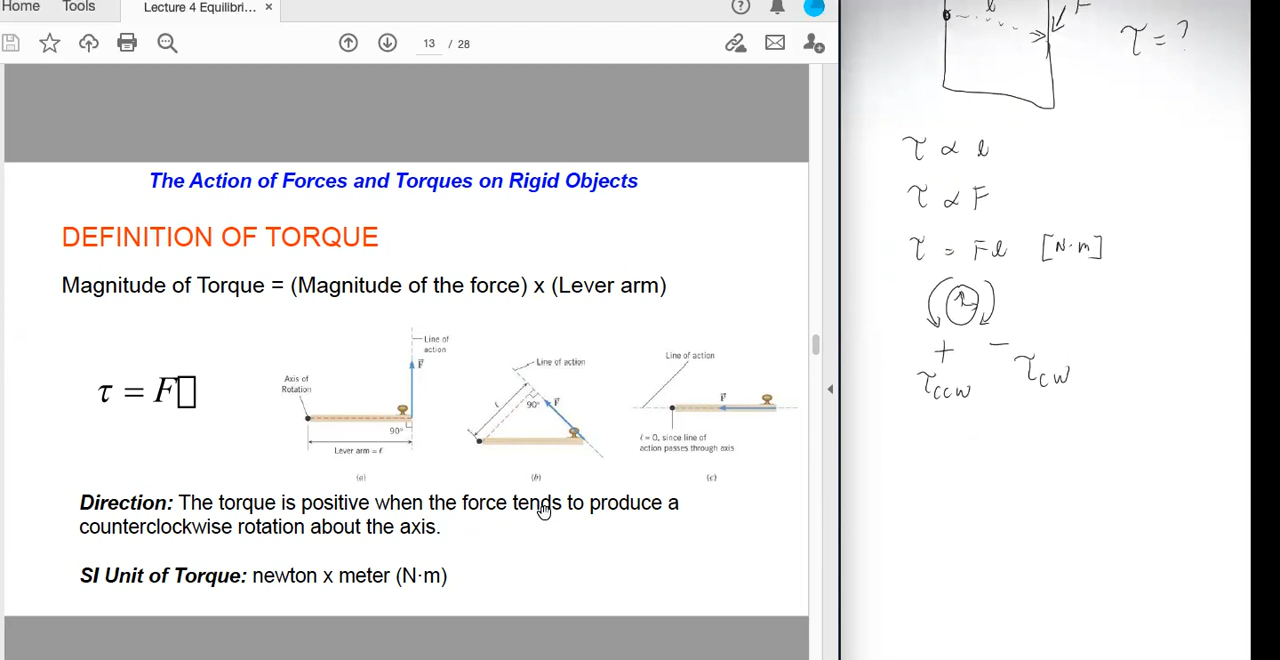 Home Tools Lecture 4 Equilibri... ×
13 / 28
The Action of Forces and Torques on Rigid Objects
DEFINITION OF TORQUE
Magnitude of Torque = (Magnitude of the force) x (Lever arm)
τ = F▯
Axis of
Rotation
Line of
action
F
90°
Lever arm = ℓ
(a)
Line of action
ℓ
90°
F
(b)
Line of action
F
ℓ = 0, since line of
action passes through axis
(c)
Direction: The torque is positive when the force tends to produce a
counterclockwise rotation about the axis.
SI Unit of Torque: newton x meter (N·m)
ℓ
F
τ = ?
τ ∝ ℓ
τ ∝ F
τ = Fℓ [N·m]
+ −
τccw τcw